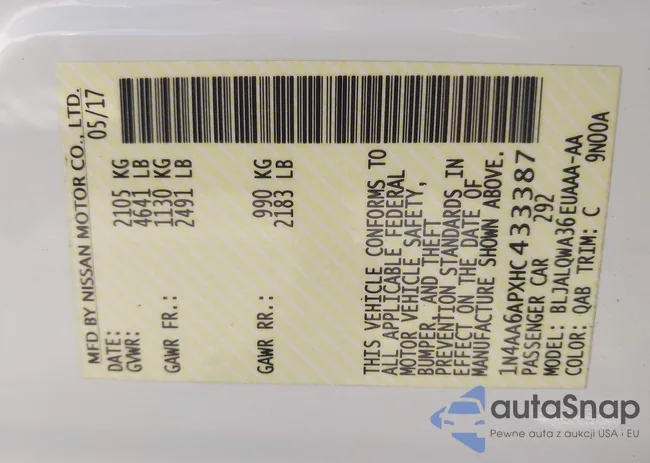 MFD BY NISSAN MOTOR CO., LTD.
DATE: 05/17
GVWR: 2105 KG
4641 LB
GAWR FR.: 1130 KG
2491 LB
GAWR RR.: 990 KG
2183 LB
THIS VEHICLE CONFORMS TO
ALL APPLICABLE FEDERAL
MOTOR VEHICLE SAFETY,
BUMPER, AND THEFT
PREVENTION STANDARDS IN
EFFECT ON THE DATE OF
MANUFACTURE SHOWN ABOVE.
1N4AA6APXHC433387
PASSENGER CAR 292
MODEL: BLJALQWA36EUAAAA-AA
COLOR: QAB TRIM: C 9N00A
autaSnap
Pewne auta z aukcji USA i EU